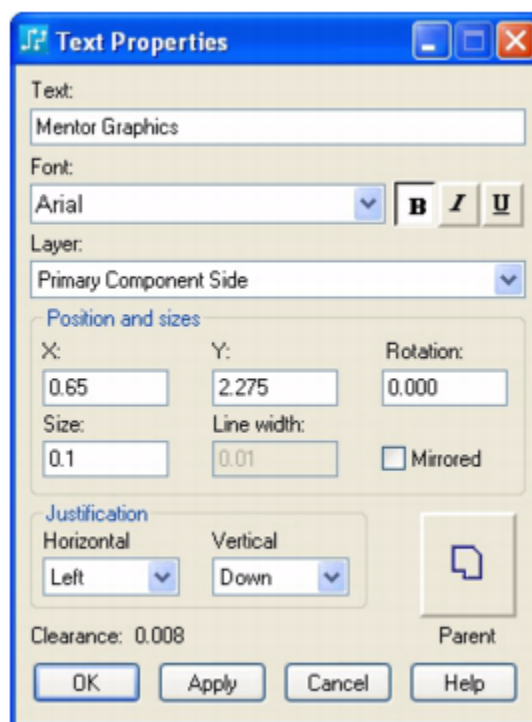 Text Properties
Text:
Mentor Graphics
Font:
Arial
B I U
Layer:
Primary Component Side
Position and sizes
X: Y: Rotation:
0.65 2.275 0.000
Size: Line width:
0.1 0.01 Mirrored
Justification
Horizontal Vertical
Left Down
Clearance: 0.008 Parent
OK Apply Cancel Help